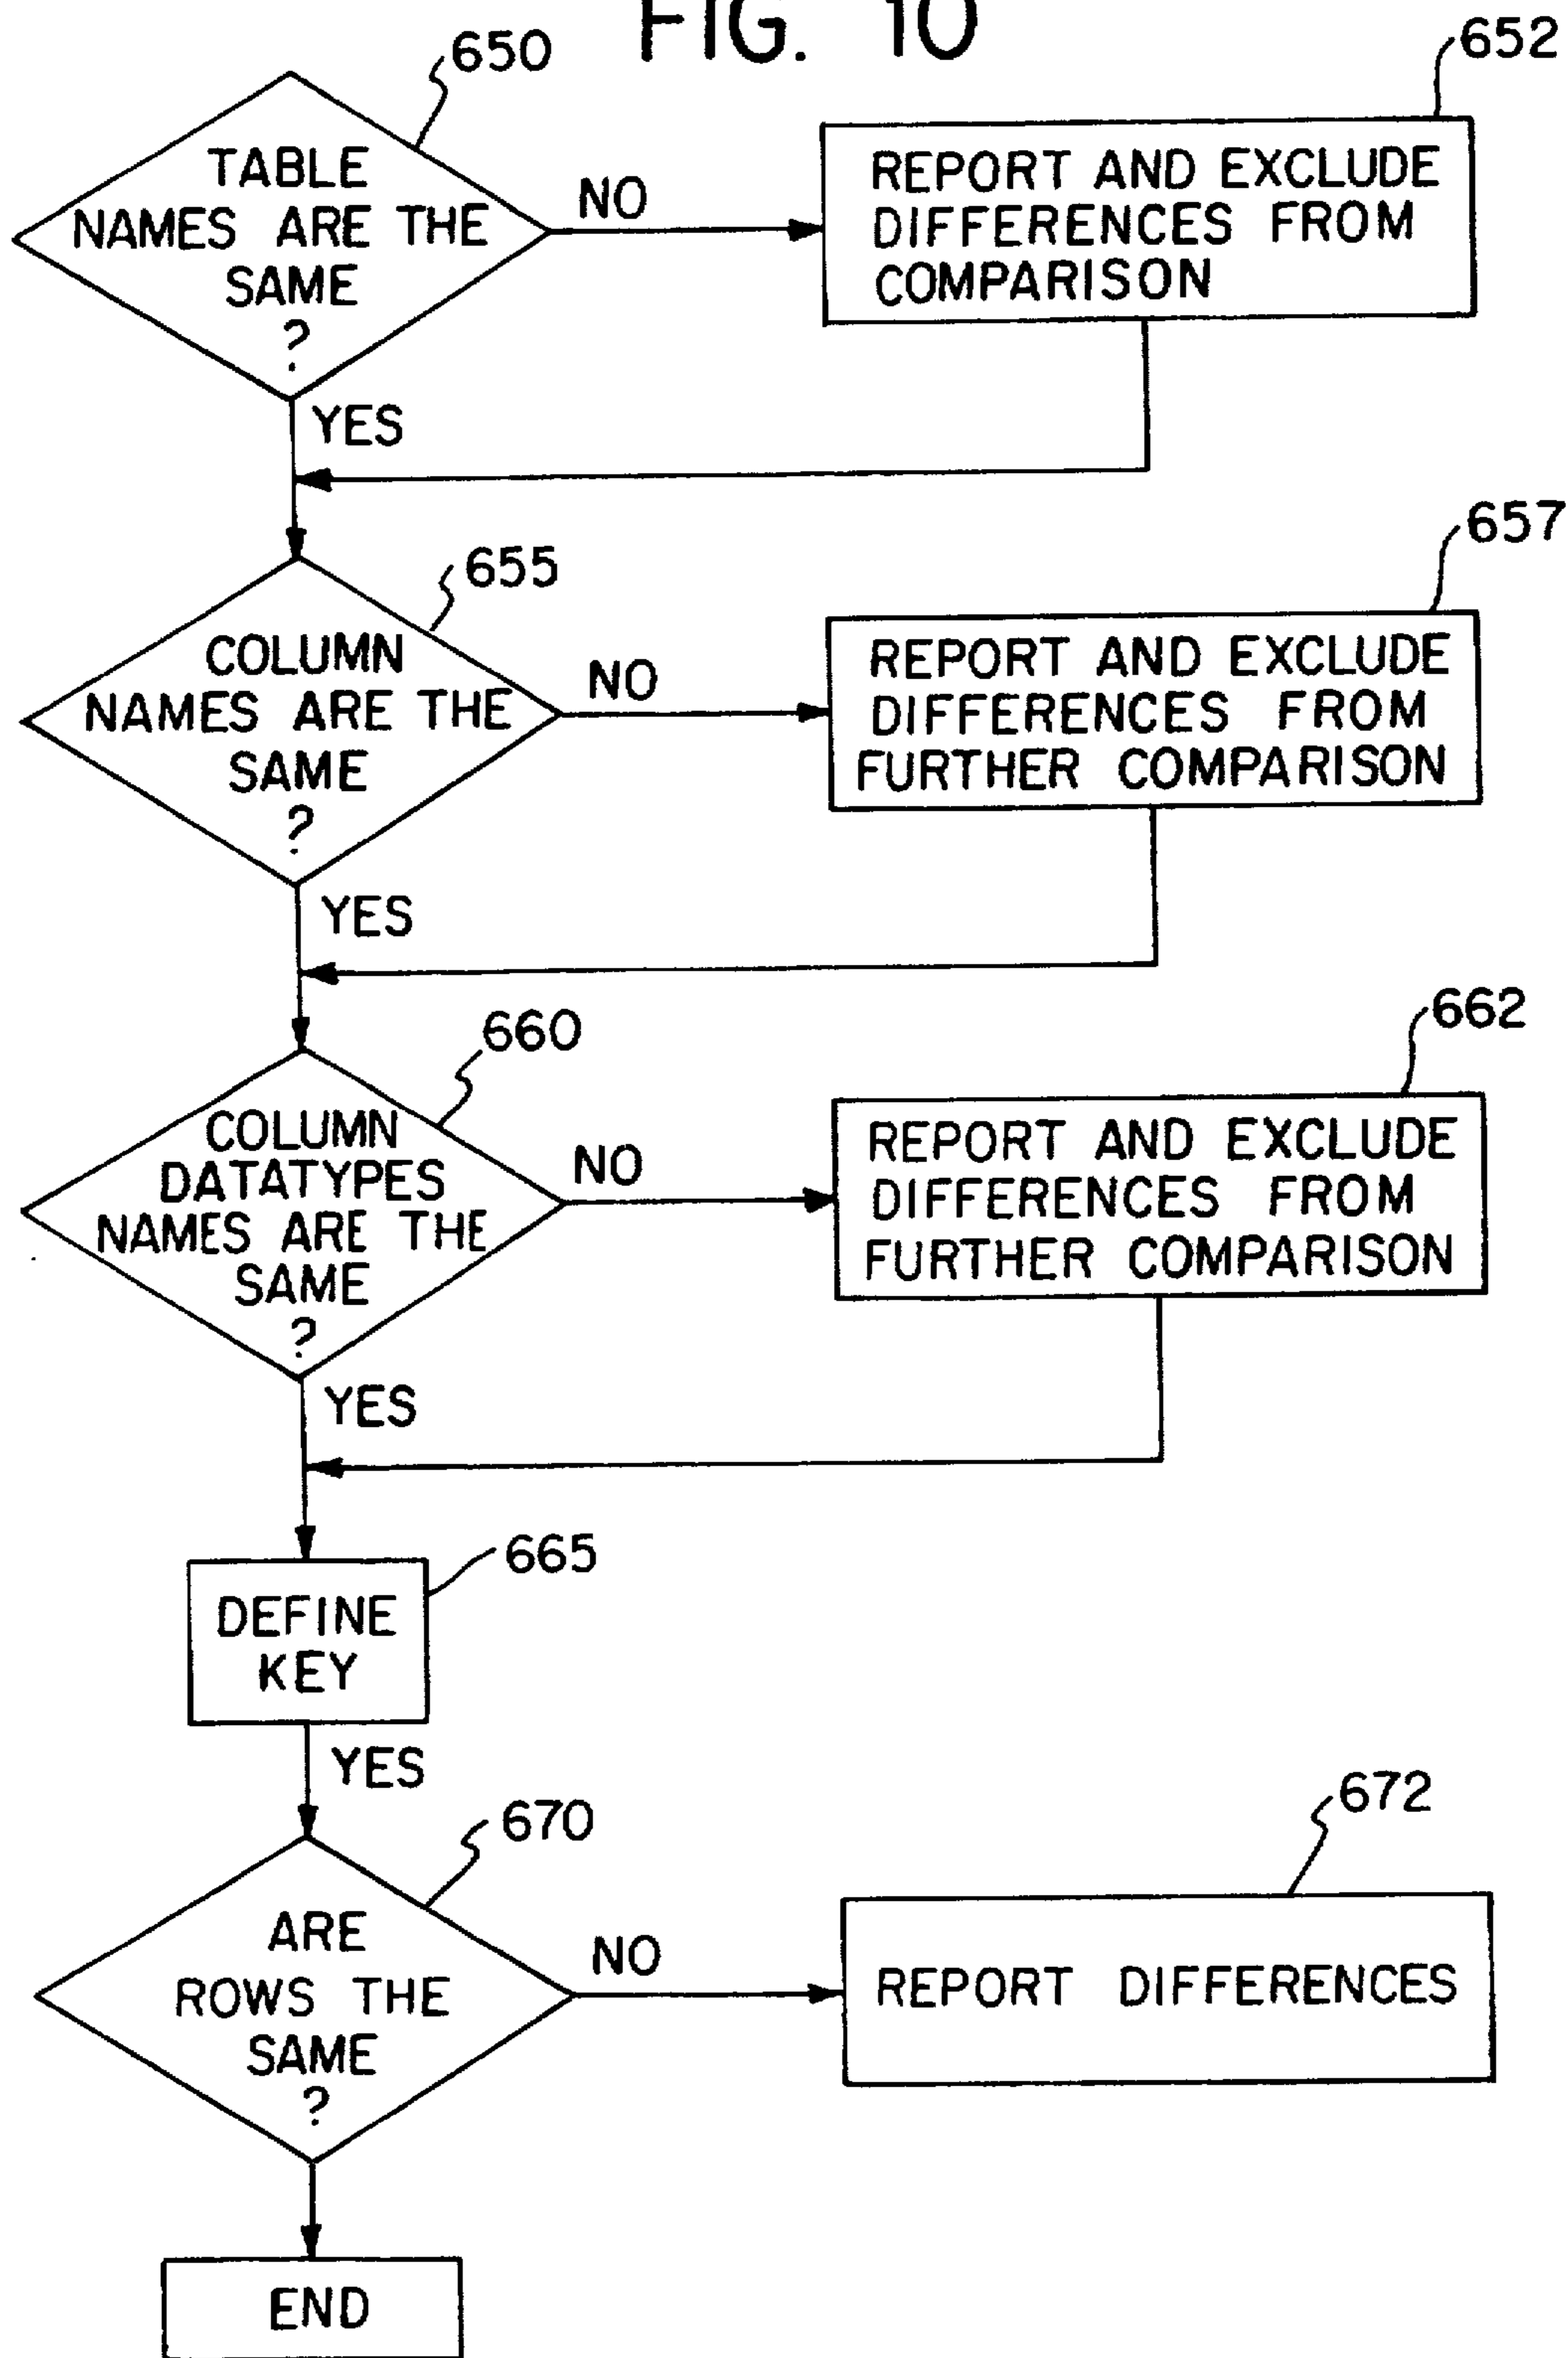 FIG. 10
650
TABLE
NAMES ARE THE
SAME
?
NO
652
REPORT AND EXCLUDE
DIFFERENCES FROM
COMPARISON
YES
655
COLUMN
NAMES ARE THE
SAME
?
NO
657
REPORT AND EXCLUDE
DIFFERENCES FROM
FURTHER COMPARISON
YES
660
COLUMN
DATATYPES
NAMES ARE THE
SAME
?
NO
662
REPORT AND EXCLUDE
DIFFERENCES FROM
FURTHER COMPARISON
YES
665
DEFINE
KEY
YES
670
ARE
ROWS THE
SAME
?
NO
672
REPORT DIFFERENCES
END